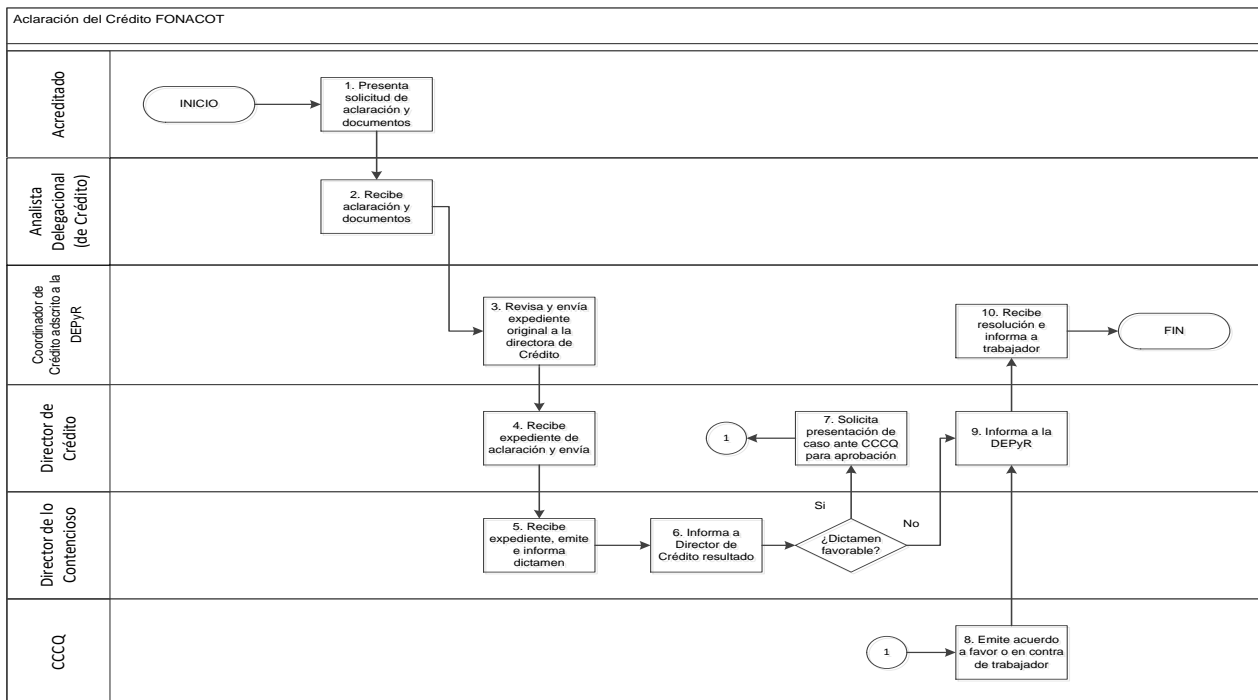 Aclaración del Crédito FONACOT
Acreditado
INICIO
1. Presenta
solicitud de
aclaración y
documentos
Analista
Delegacional
(de Crédito)
2. Recibe
aclaración y
documentos
Coordinador de
Crédito adscrito a la
DEPyR
3. Revisa y envía
expediente
original a la
directora de
Crédito
10. Recibe
resolución e
informa a
trabajador
FIN
Director de
Crédito
4. Recibe
expediente de
aclaración y envía
1
7. Solicita
presentación de
caso ante CCCQ
para aprobación
9. Informa a la
DEPyR
Director de lo
Contencioso
5. Recibe
expediente, emite
e informa
dictamen
6. Informa a
Director de
Crédito resultado
¿Dictamen
favorable?
Si
No
CCCQ
1
8. Emite acuerdo
a favor o en contra
de trabajador